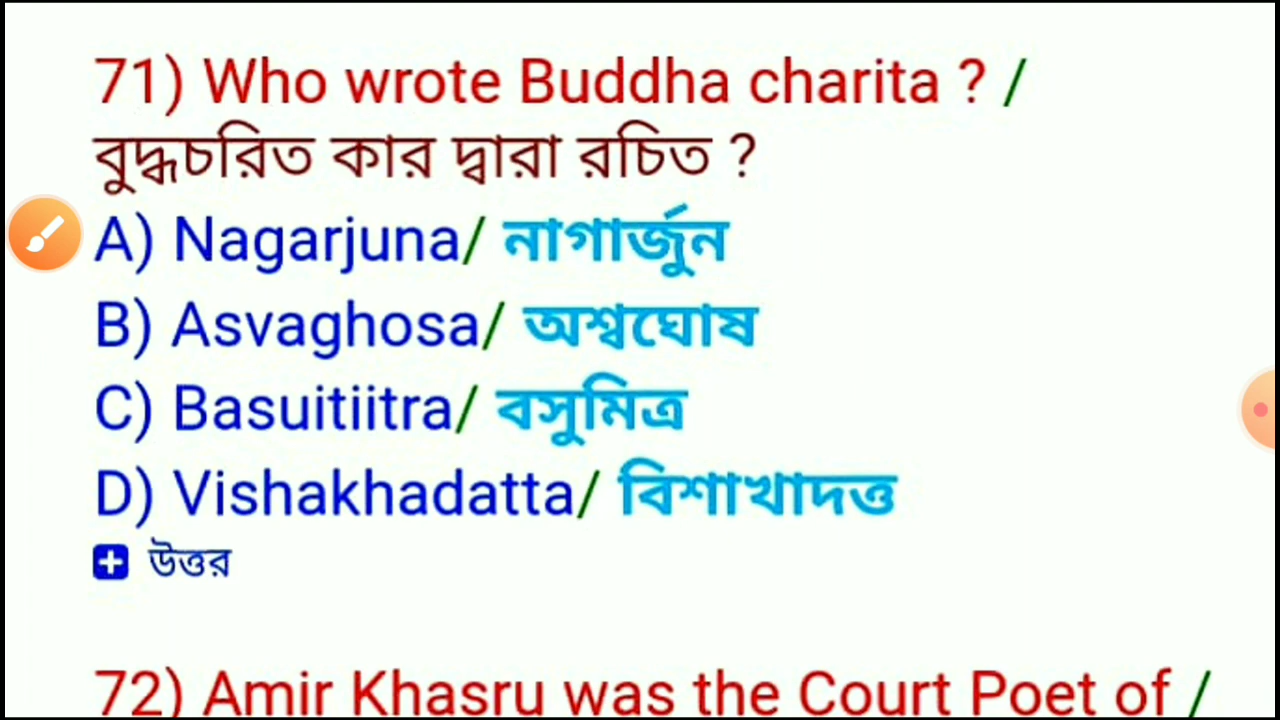 71) Who wrote Buddha charita ? /
বুদ্ধচরিত কার দ্বারা রচিত ?
A) Nagarjuna/ নাগার্জুন
B) Asvaghosa/ অশ্বঘোষ
C) Basuitiitra/ বসুমিত্র
D) Vishakhadatta/ বিশাখাদত্ত
+ উত্তর
72) Amir Khasru was the Court Poet of /